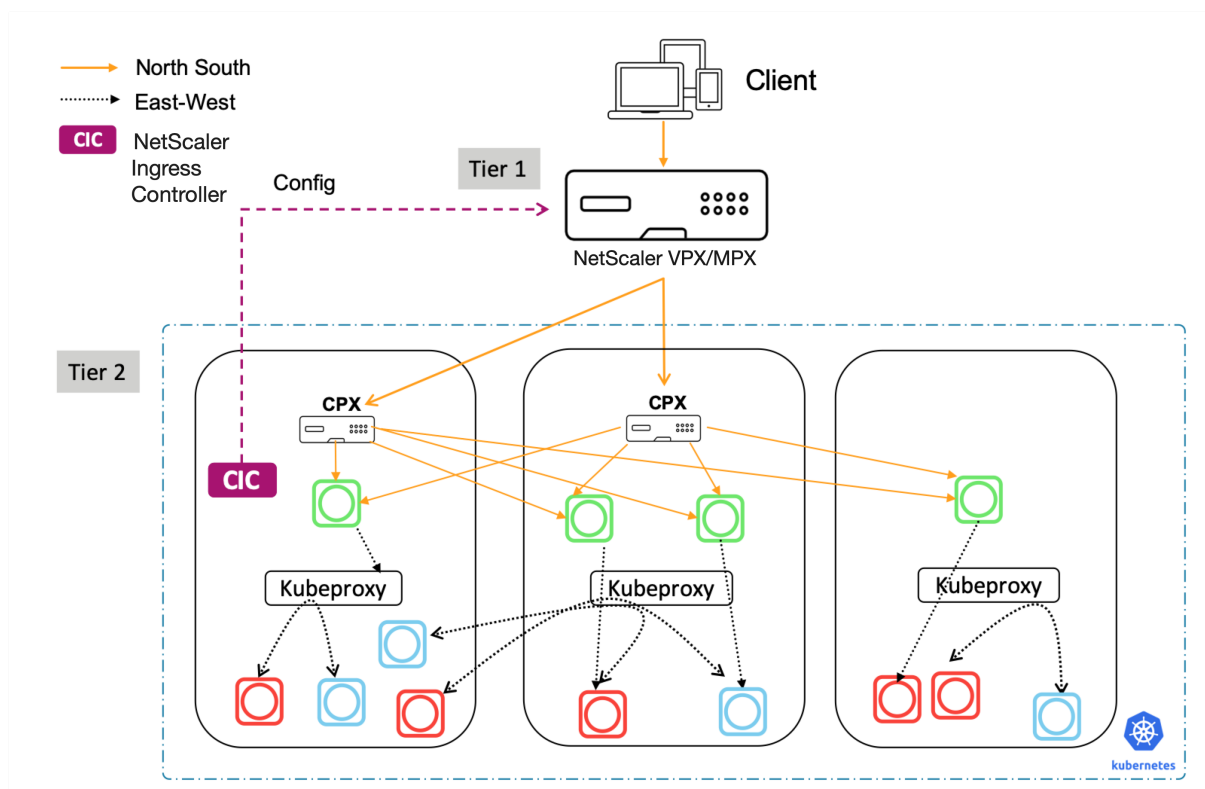 North South
East-West
CIC
NetScaler
Ingress
Controller
Client
Tier 1
Config
NetScaler VPX/MPX
Tier 2
CPX
CPX
CIC
Kubeproxy
Kubeproxy
Kubeproxy
kubernetes